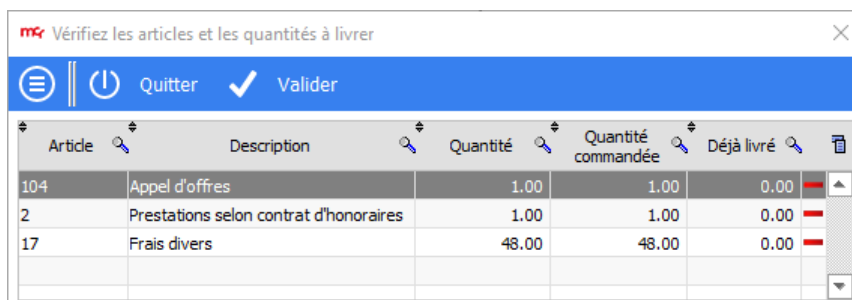 mcr Vérifiez les articles et les quantités à livrer
Quitter Valider
Article Description Quantité Quantité commandée Déjà livré
104 Appel d'offres 1.00 1.00 0.00
2 Prestations selon contrat d'honoraires 1.00 1.00 0.00
17 Frais divers 48.00 48.00 0.00